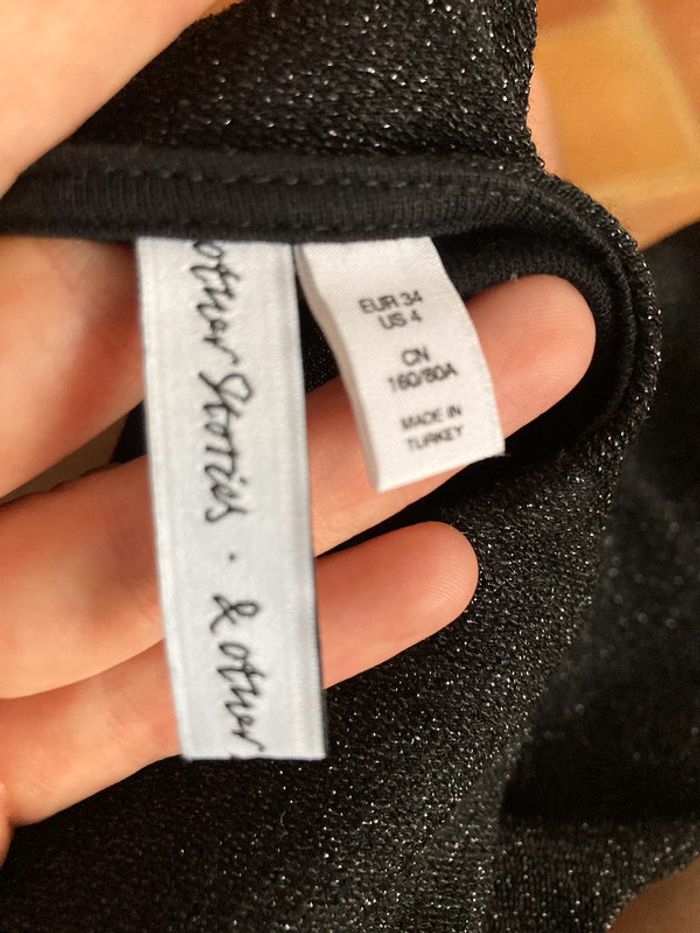 other Stories · & other
EUR 34
US 4
CN
160/80A
MADE IN
TURKEY